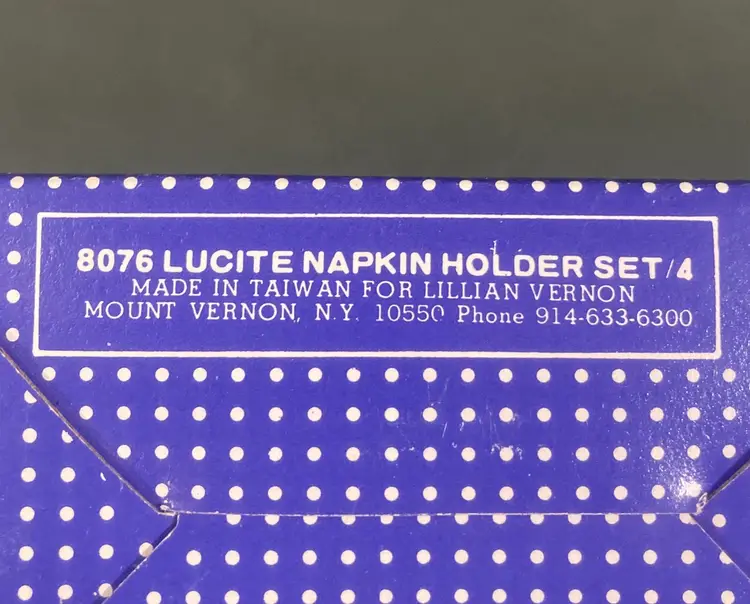 8076 LUCITE NAPKIN HOLDER SET/4
MADE IN TAIWAN FOR LILLIAN VERNON
MOUNT VERNON, N.Y. 10550 Phone 914-633-6300